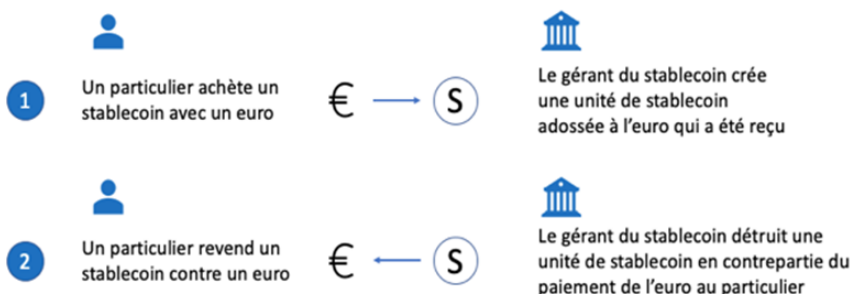 1
Un particulier achète un
stablecoin avec un euro
€ → S
Le gérant du stablecoin crée
une unité de stablecoin
adossée à l'euro qui a été reçu
2
Un particulier revend un
stablecoin contre un euro
€ ← S
Le gérant du stablecoin détruit une
unité de stablecoin en contrepartie du
paiement de l'euro au particulier